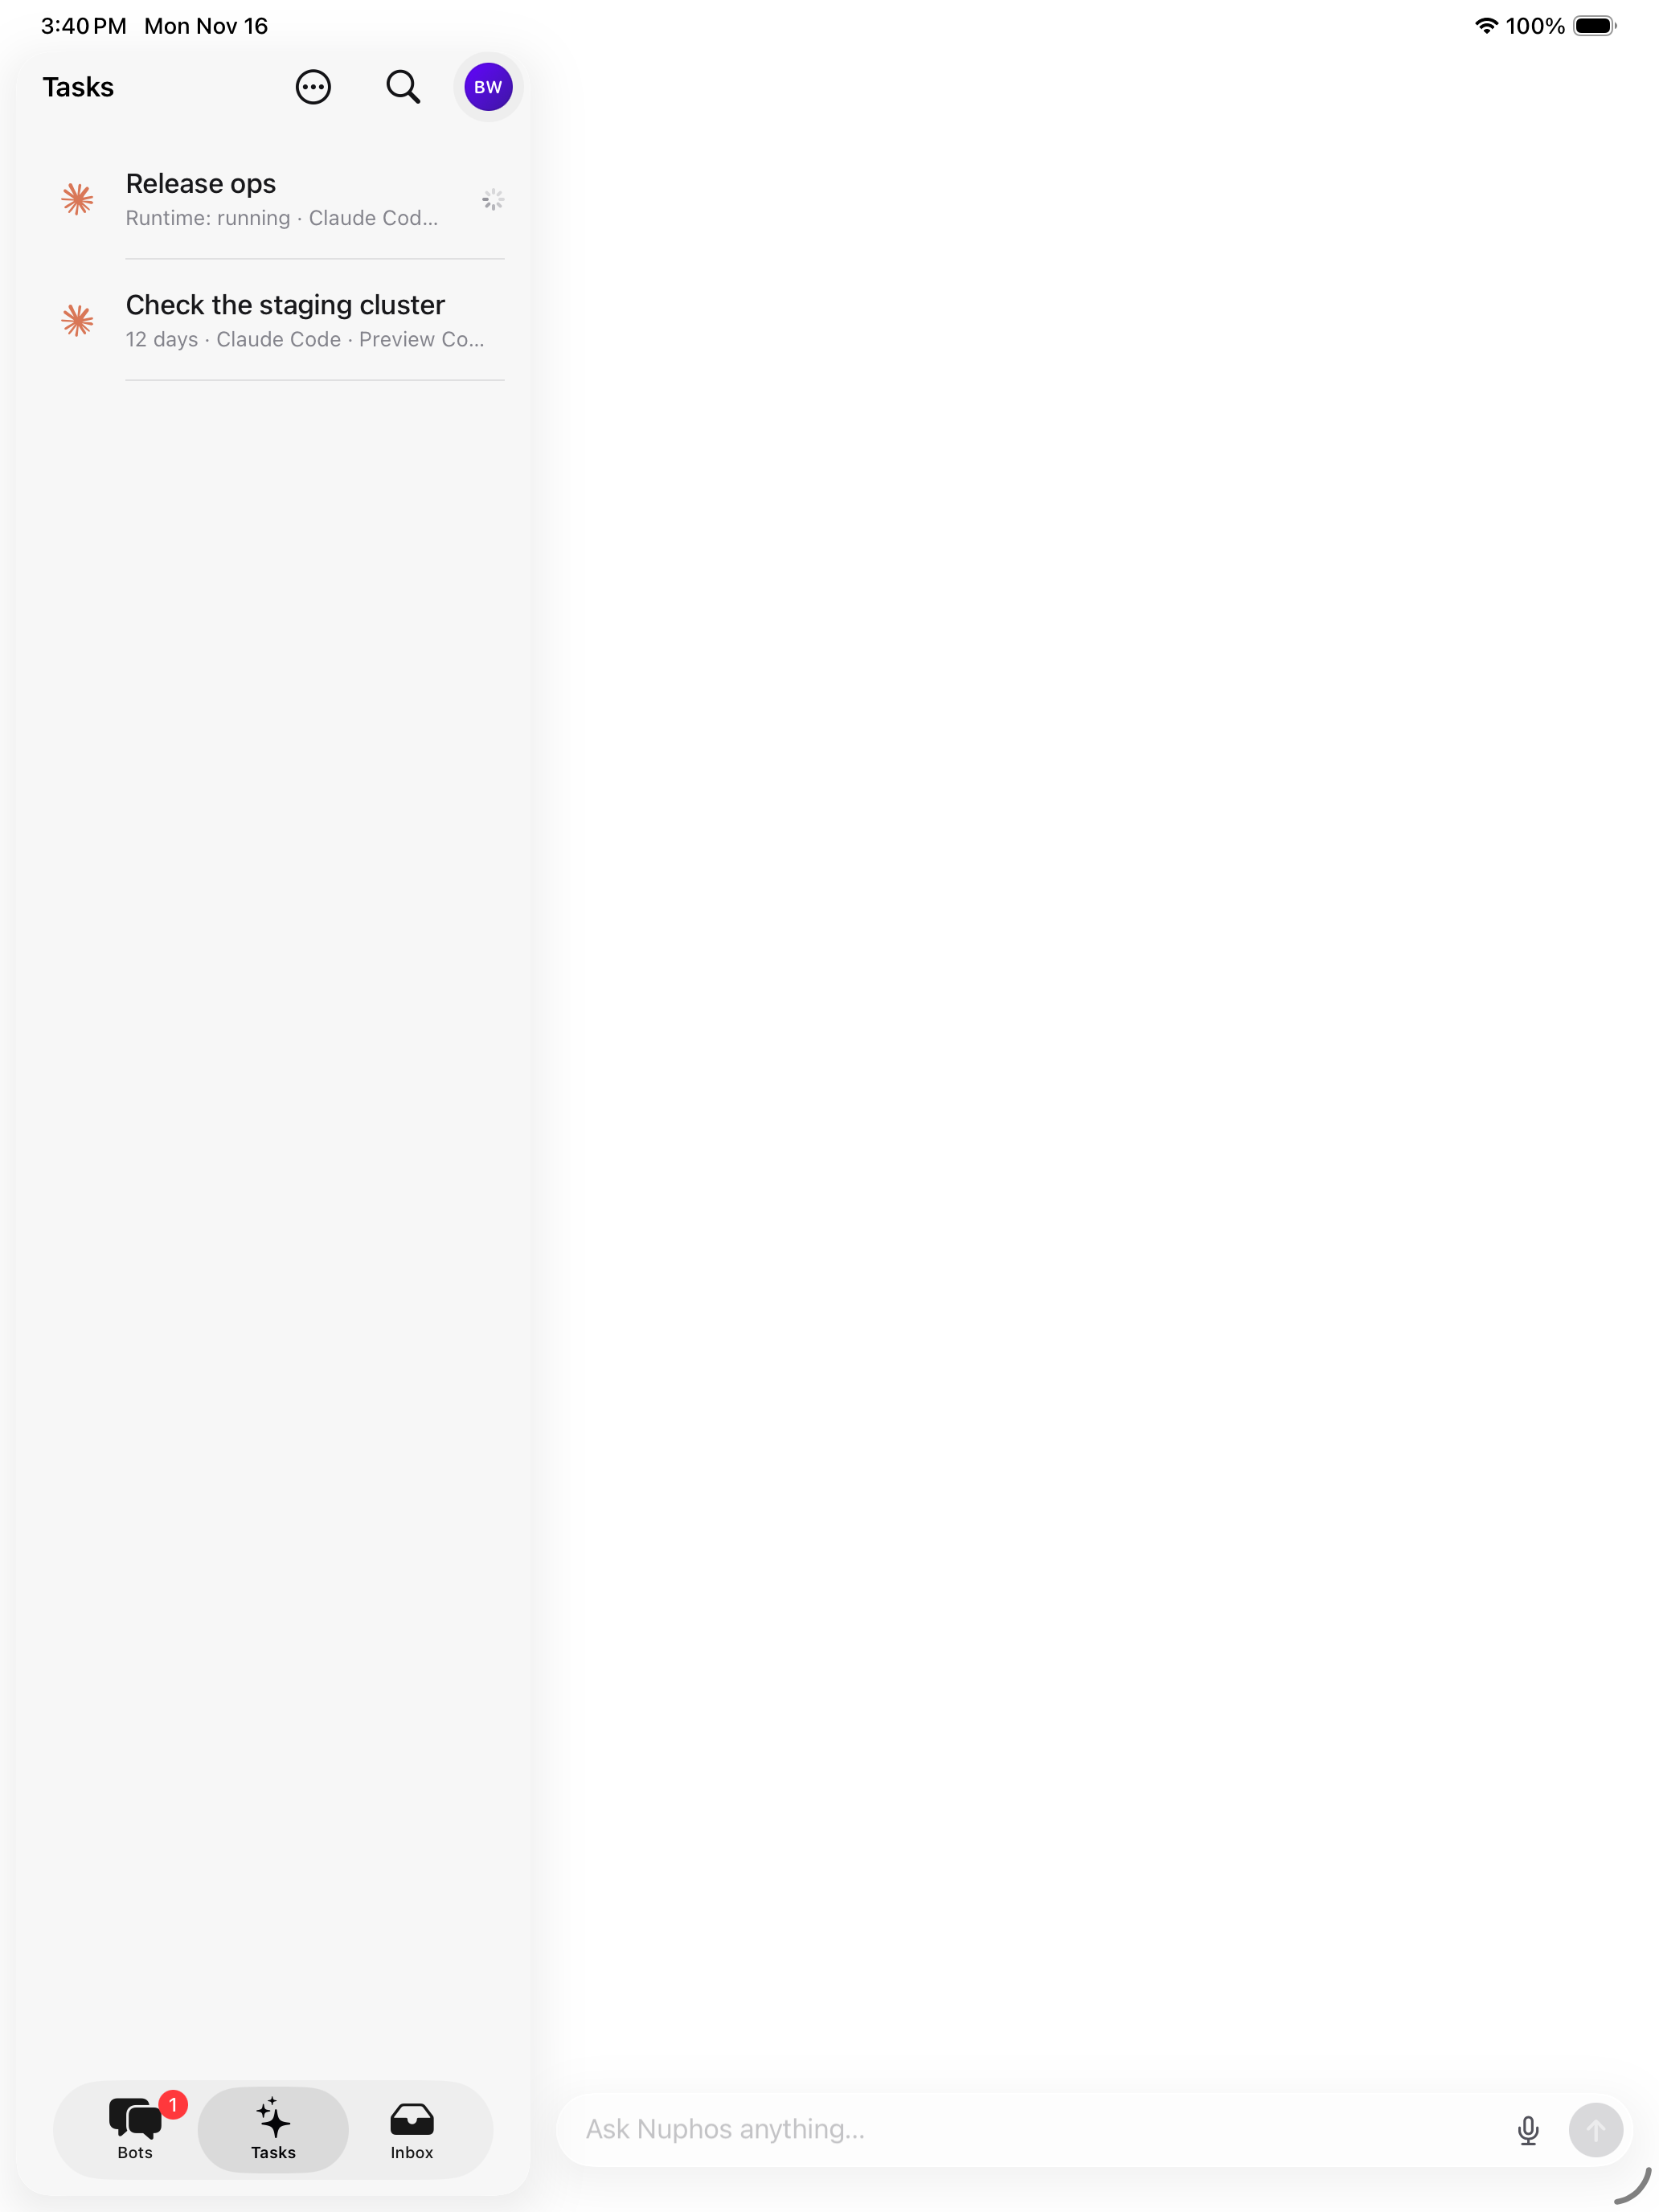 3:40 PM Mon Nov 16
100%
Tasks
BW
Release ops
Runtime: running · Claude Cod...
Check the staging cluster
12 days · Claude Code · Preview Co...
1
Bots
Tasks
Inbox
Ask Nuphos anything...